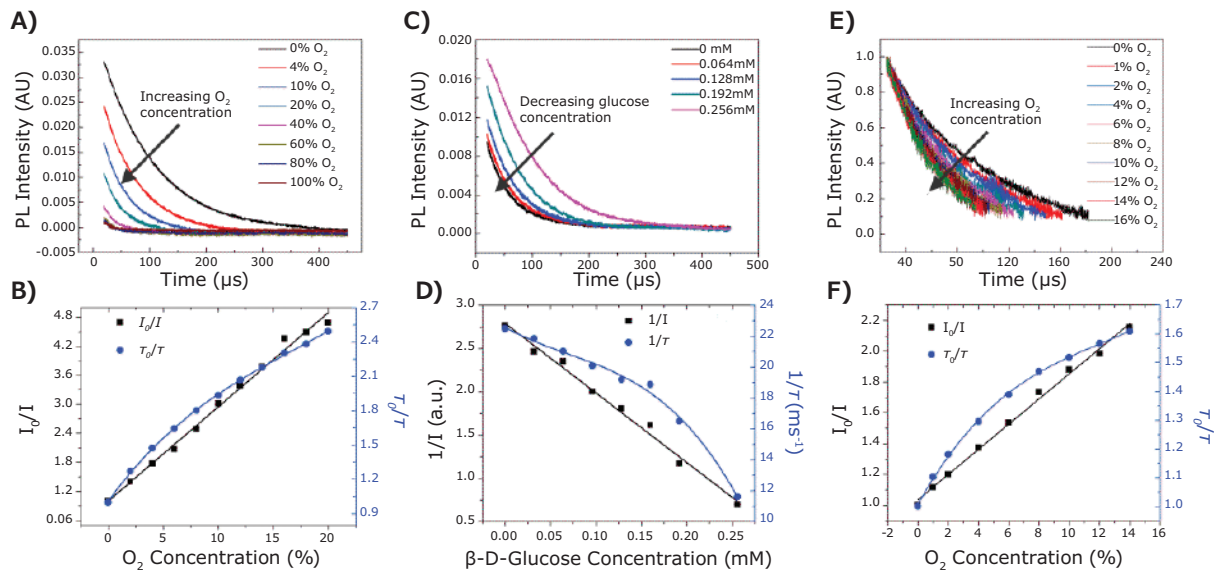 A)
PL Intensity (AU)
0.035
0.030
0.025
0.020
0.015
0.010
0.005
0.000
-0.005
0% O₂
4% O₂
10% O₂
20% O₂
40% O₂
60% O₂
80% O₂
100% O₂
Increasing O₂
concentration
0 100 200 300 400
Time (µs)
C)
PL Intensity (AU)
0.020
0.016
0.012
0.008
0.004
0.000
0 mM
0.064mM
0.128mM
0.192mM
0.256mM
Decreasing glucose
concentration
0 100 200 300 400 500
Time (µs)
E)
PL Intensity (AU)
1.0
0.8
0.6
0.4
0.2
0.0
0% O₂
1% O₂
2% O₂
4% O₂
6% O₂
8% O₂
10% O₂
12% O₂
14% O₂
16% O₂
Increasing O₂
concentration
40 80 50 120 160 200 240
Time (µs)
B)
I₀/I
4.8
4.2
3.6
3.0
2.4
1.8
1.2
0.06
I₀/I
τ₀/τ
2.7
2.4
2.1
1.8
1.5
1.2
0.9
τ₀/τ
0 5 10 15 20
O₂ Concentration (%)
D)
1/I (a.u.)
3.0
2.5
2.0
1.5
1.0
0.5
1/I
1/τ
24
22
20
18
16
14
12
10
1/τ (ms⁻¹)
0.00 0.05 0.10 0.15 0.20 0.25
β-D-Glucose Concentration (mM)
F)
I₀/I
2.2
2.0
1.8
1.6
1.4
1.2
1.0
I₀/I
τ₀/τ
1.7
1.6
1.5
1.4
1.3
1.2
1.1
1.0
τ₀/τ
0 2 4 6 8 10 12 14 16
O₂ Concentration (%)